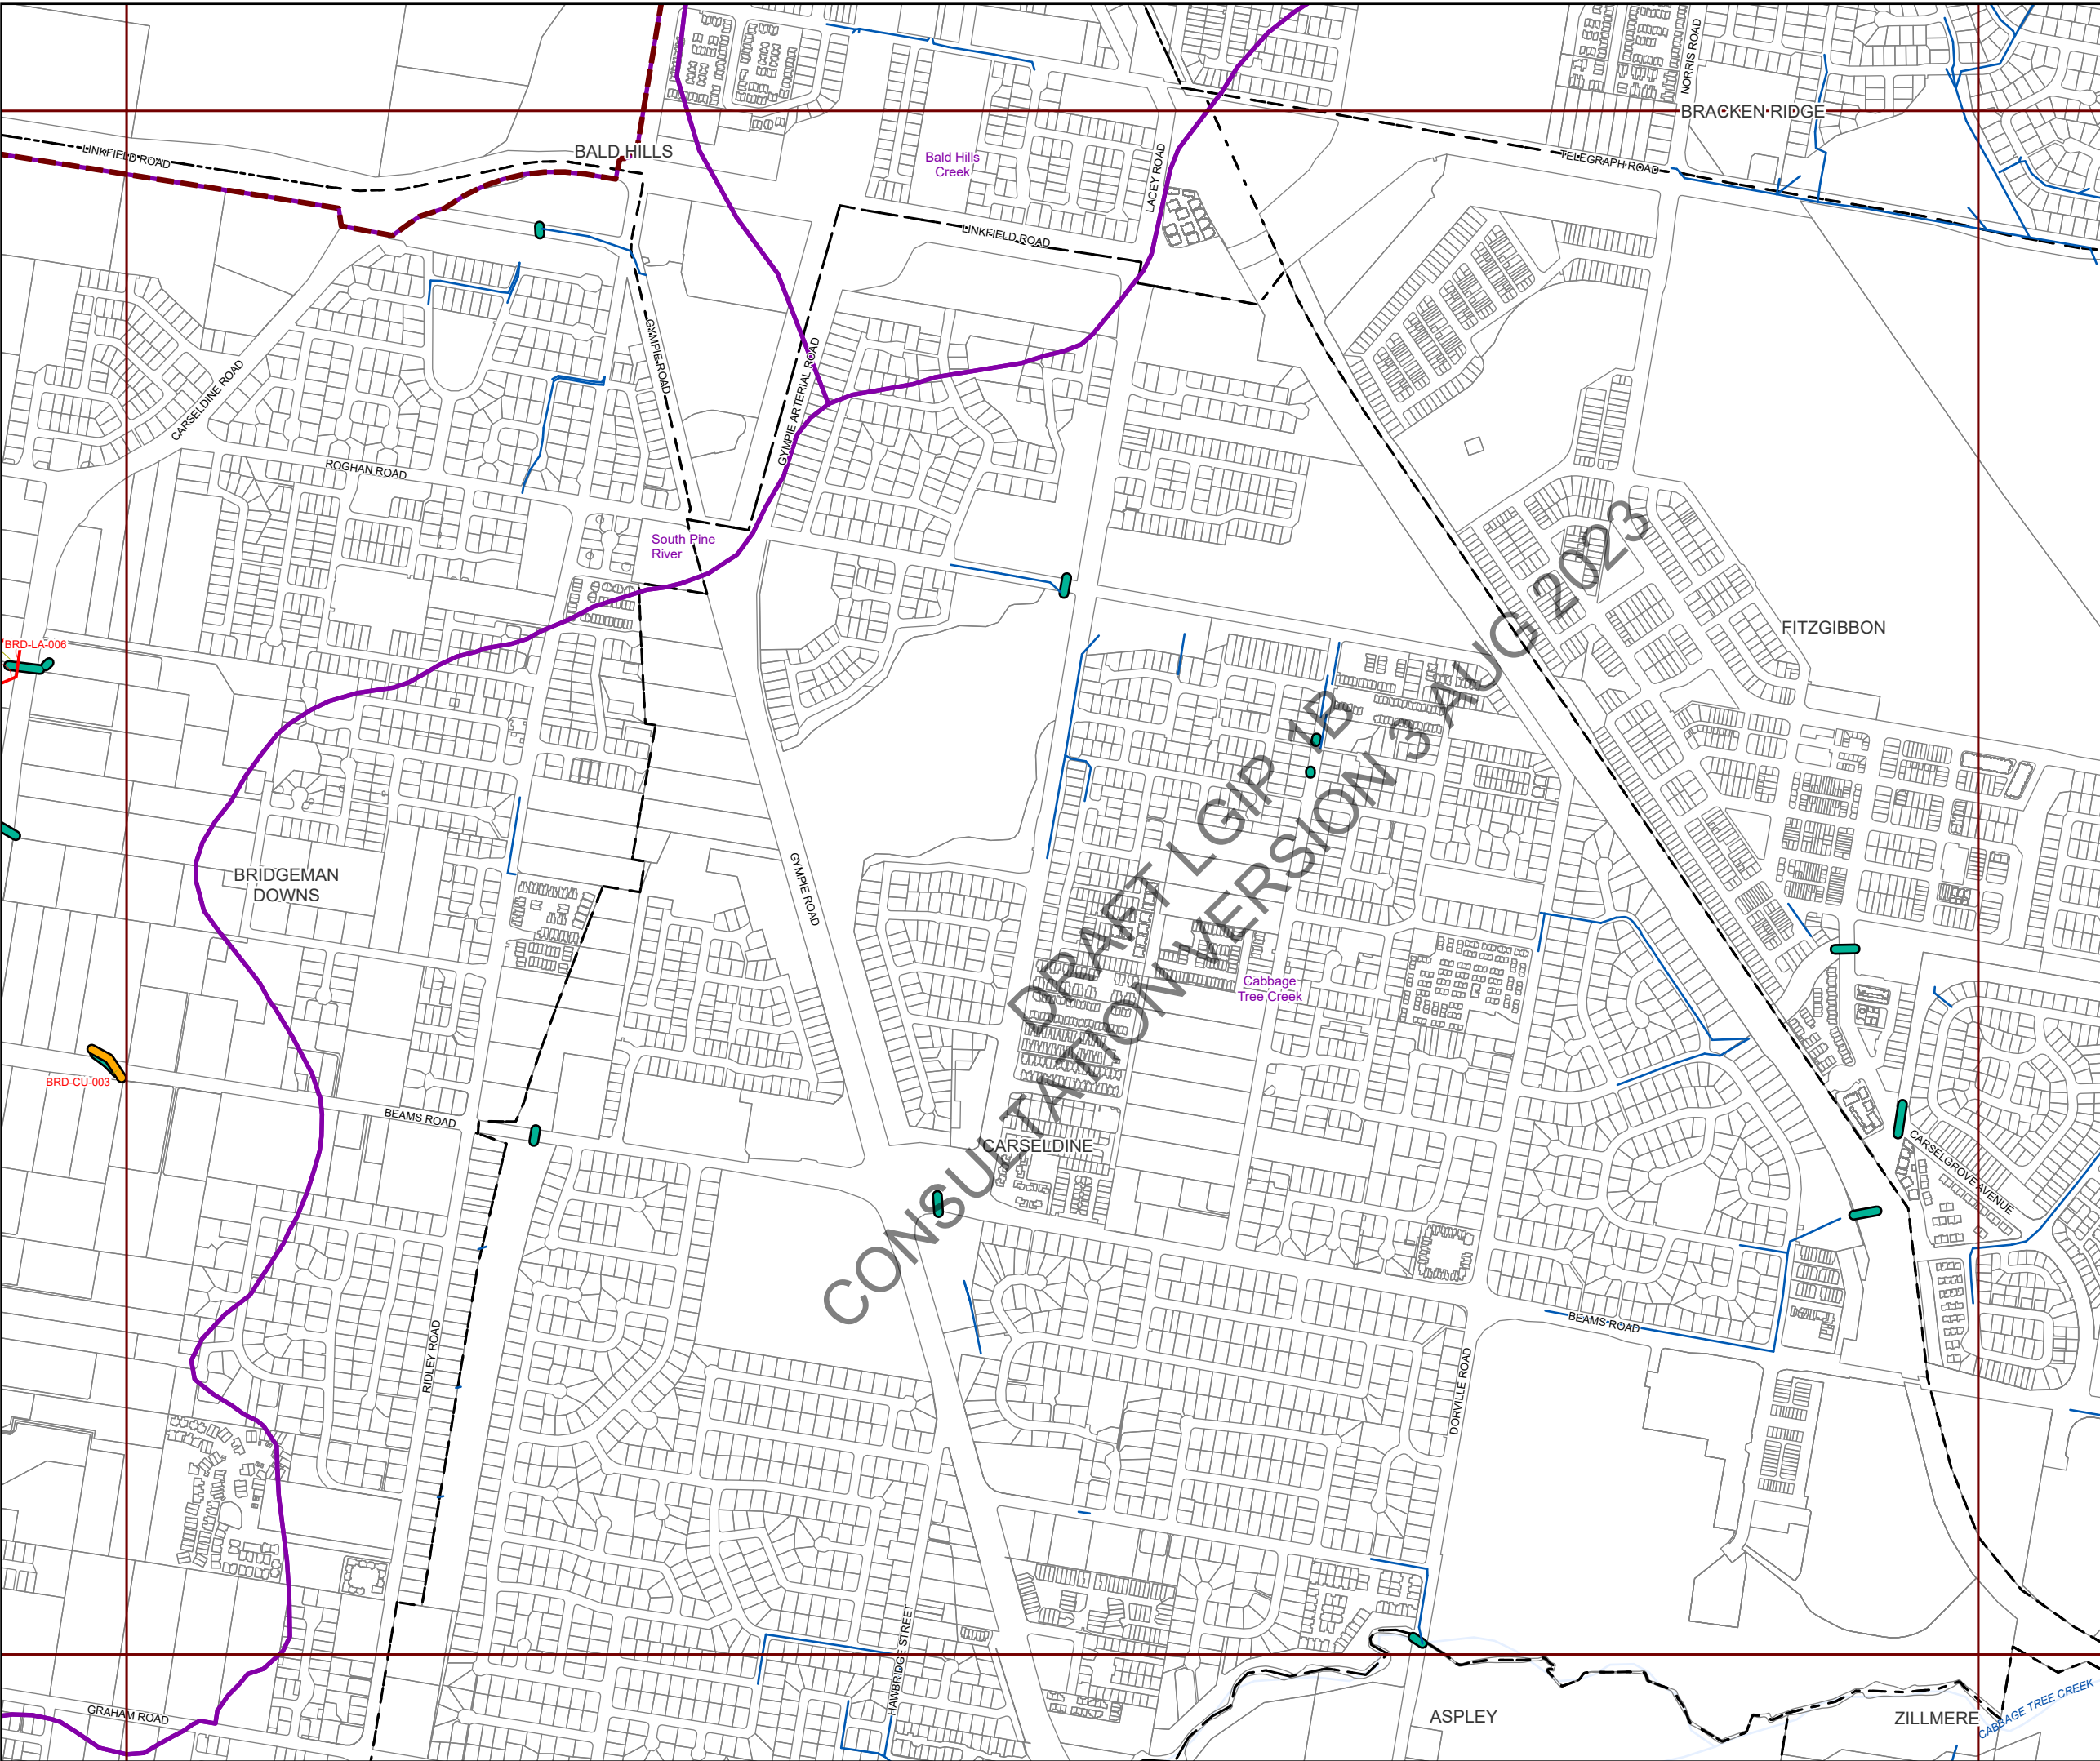 NORRIS ROAD
BRACKEN RIDGE
LINKFIELD ROAD
BALD HILLS
Bald Hills
Creek
LACEY ROAD
TELEGRAPH ROAD
LINKFIELD ROAD
GYMPIE ROAD
CARSELDINE ROAD
GYMPIE ARTERIAL ROAD
ROGHAN ROAD
South Pine
River
FITZGIBBON
BRD-LA-006
DRAFT LGIP 1B
CONSULTATION VERSION 3 AUG 2023
BRIDGEMAN
DOWNS
GYMPIE ROAD
Cabbage
Tree Creek
BRD-CU-003
BEAMS ROAD
CARSELDINE
CARSELGROVE AVENUE
BEAMS ROAD
RIDLEY ROAD
DORVILLE ROAD
HAWBRIDGE STREET
GRAHAM ROAD
ASPLEY
ZILLMERE
CABBAGE TREE CREEK